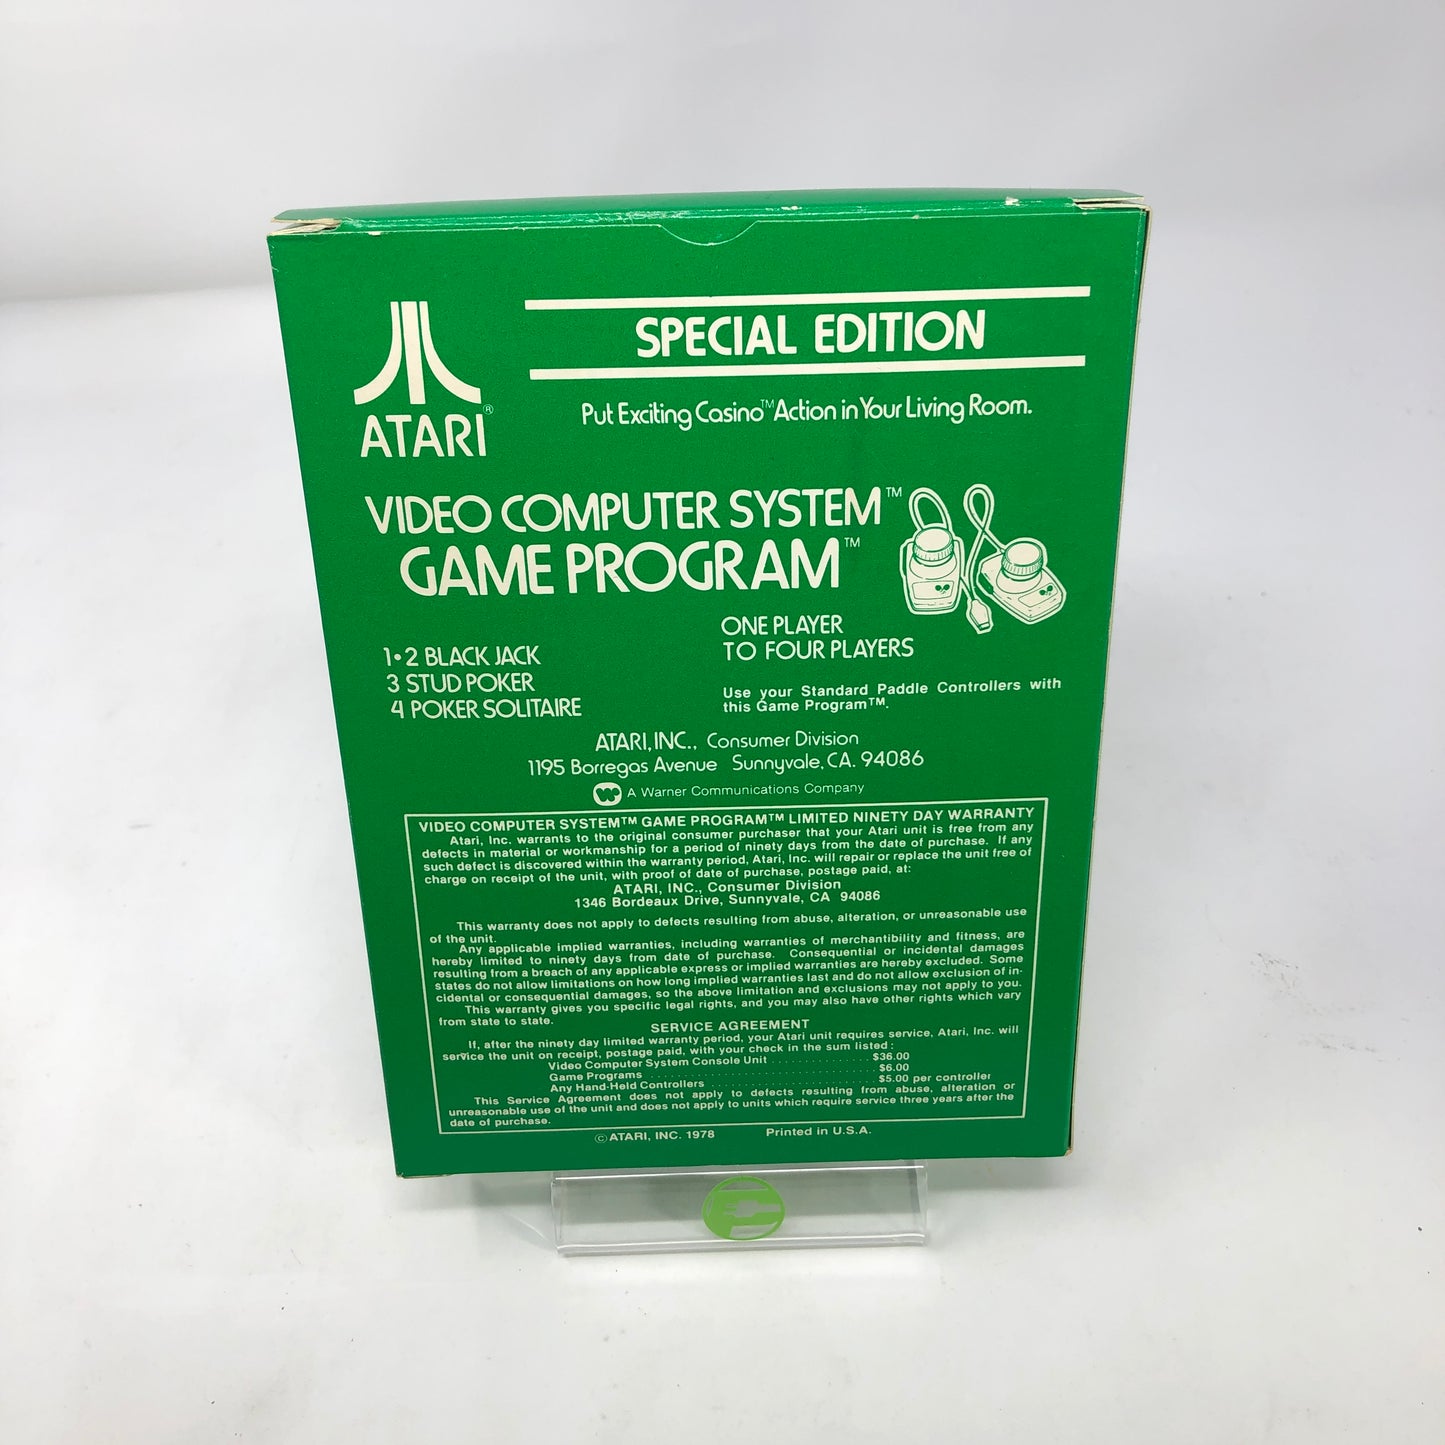 SPECIAL EDITION
Put Exciting Casino™ Action in Your Living Room.
ATARI®
VIDEO COMPUTER SYSTEM™
GAME PROGRAM™
1•2 BLACK JACK
3 STUD POKER
4 POKER SOLITAIRE
ONE PLAYER
TO FOUR PLAYERS
Use your Standard Paddle Controllers with
this Game Program™.
ATARI, INC., Consumer Division
1195 Borregas Avenue Sunnyvale, CA. 94086
A Warner Communications Company
VIDEO COMPUTER SYSTEM™ GAME PROGRAM™ LIMITED NINETY DAY WARRANTY
Atari, Inc. warrants to the original consumer purchaser that your Atari unit is free from any
defects in material or workmanship for a period of ninety days from the date of purchase. If any
such defect is discovered within the warranty period, Atari, Inc. will repair or replace the unit free of
charge on receipt of the unit, with proof of date of purchase, postage paid, at:
ATARI, INC., Consumer Division
1346 Bordeaux Drive, Sunnyvale, CA 94086
This warranty does not apply to defects resulting from abuse, alteration, or unreasonable use
of the unit.
Any applicable implied warranties, including warranties of merchantibility and fitness, are
hereby limited to ninety days from date of purchase. Consequential or incidental damages
resulting from a breach of any applicable express or implied warranties are hereby excluded. Some
states do not allow limitations on how long implied warranties last and do not allow exclusion of in-
cidental or consequential damages, so the above limitation and exclusions may not apply to you.
This warranty gives you specific legal rights, and you may also have other rights which vary
from state to state.
SERVICE AGREEMENT
If, after the ninety day limited warranty period, your Atari unit requires service, Atari, Inc. will
service the unit on receipt, postage paid, with your check in the sum listed:
Video Computer System Console Unit . . . . . . . . . . . . . . . $36.00
Game Programs . . . . . . . . . . . . . . . . . . . . . . . . . . . . . . . . $6.00
Any Hand-Held Controllers . . . . . . . . . . . . . . . . . . . . . . . $5.00 per controller
This Service Agreement does not apply to defects resulting from abuse, alteration or
unreasonable use of the unit and does not apply to units which require service three years after the
date of purchase.
© ATARI, INC. 1978 Printed in U.S.A.